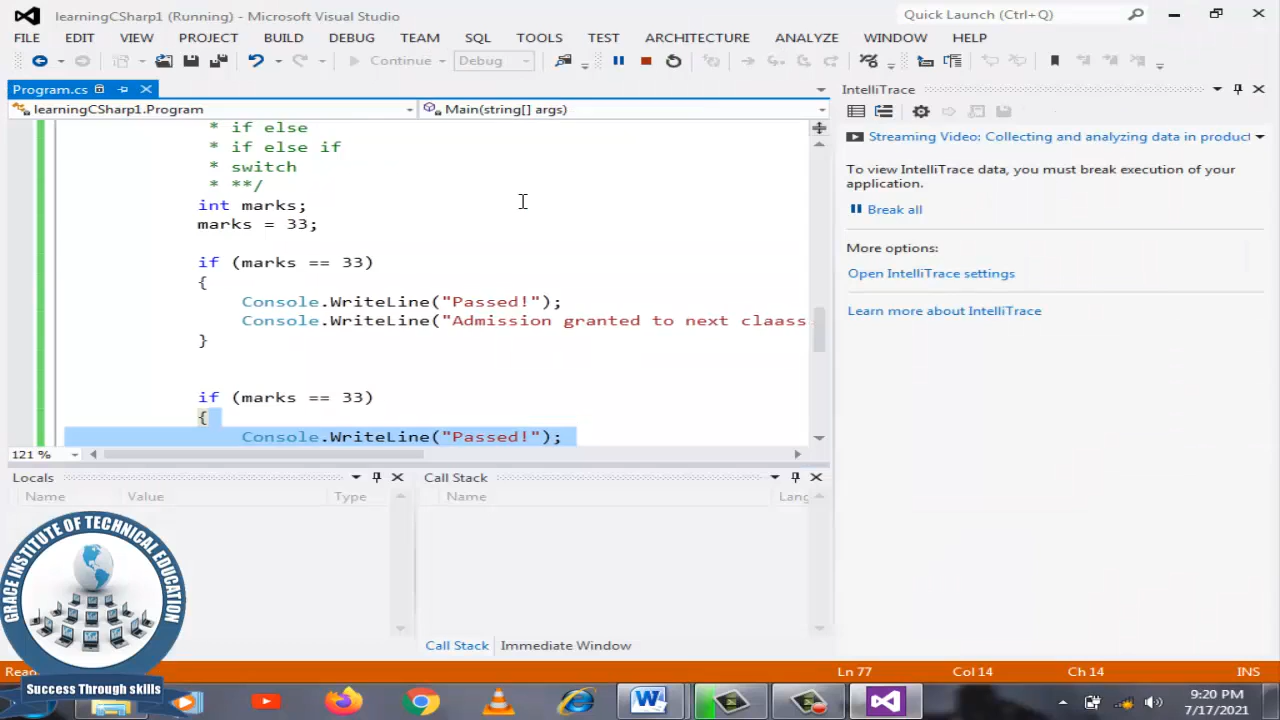 learningCSharp1 (Running) - Microsoft Visual Studio
Quick Launch (Ctrl+Q)
FILE EDIT VIEW PROJECT BUILD DEBUG TEAM SQL TOOLS TEST ARCHITECTURE ANALYZE WINDOW HELP
Continue Debug
Program.cs
learningCSharp1.Program
Main(string[] args)
* if else
* if else if
* switch
* **/
int marks;
marks = 33;
if (marks == 33)
{
Console.WriteLine("Passed!");
Console.WriteLine("Admission granted to next claass.
}
if (marks == 33)
{
Console.WriteLine("Passed!");
121 %
IntelliTrace
Streaming Video: Collecting and analyzing data in product
To view IntelliTrace data, you must break execution of your
application.
Break all
More options:
Open IntelliTrace settings
Learn more about IntelliTrace
Locals
Name Value Type
Call Stack
Name Lang
Call Stack Immediate Window
GRACE INSTITUTE OF TECHNICAL EDUCATION
Success Through skills
Rea
Ln 77 Col 14 Ch 14 INS
9:20 PM
7/17/2021